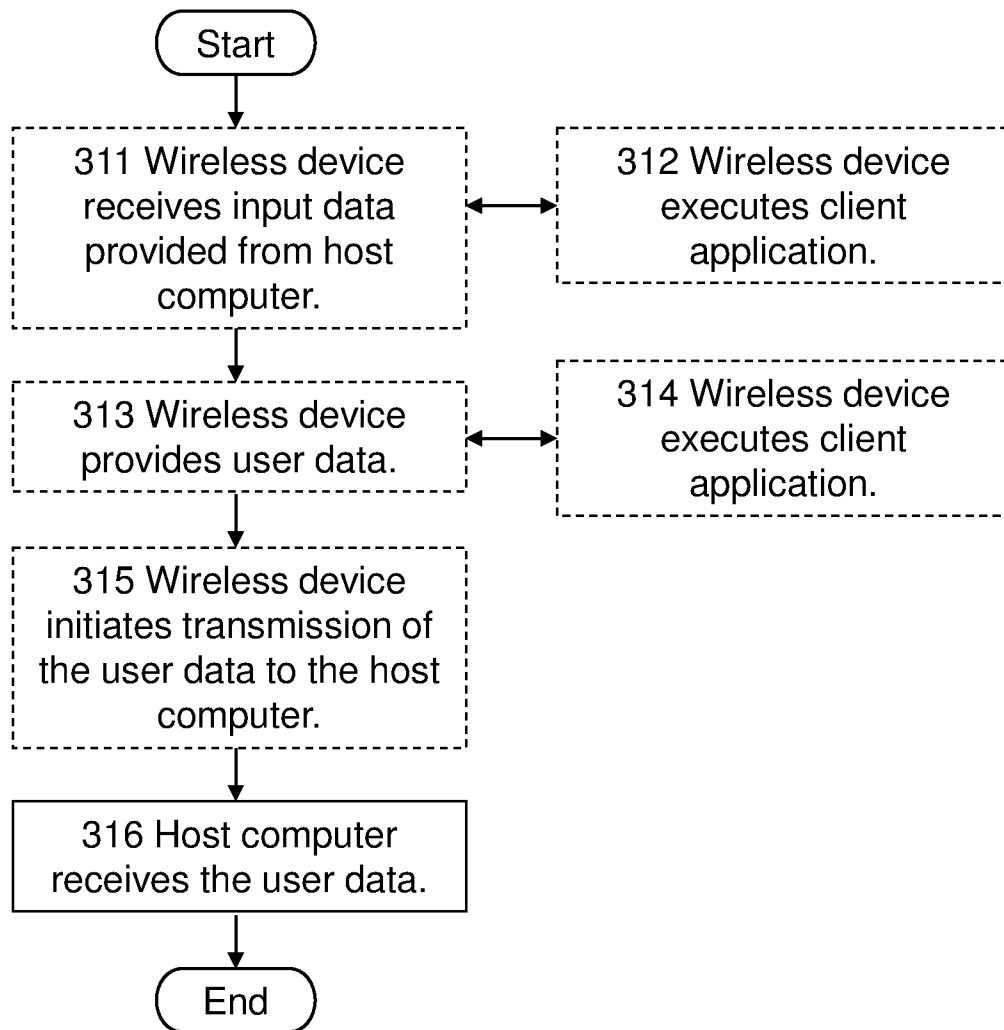 Start
311 Wireless device
receives input data
provided from host
computer.
312 Wireless device
executes client
application.
313 Wireless device
provides user data.
314 Wireless device
executes client
application.
315 Wireless device
initiates transmission of
the user data to the host
computer.
316 Host computer
receives the user data.
End